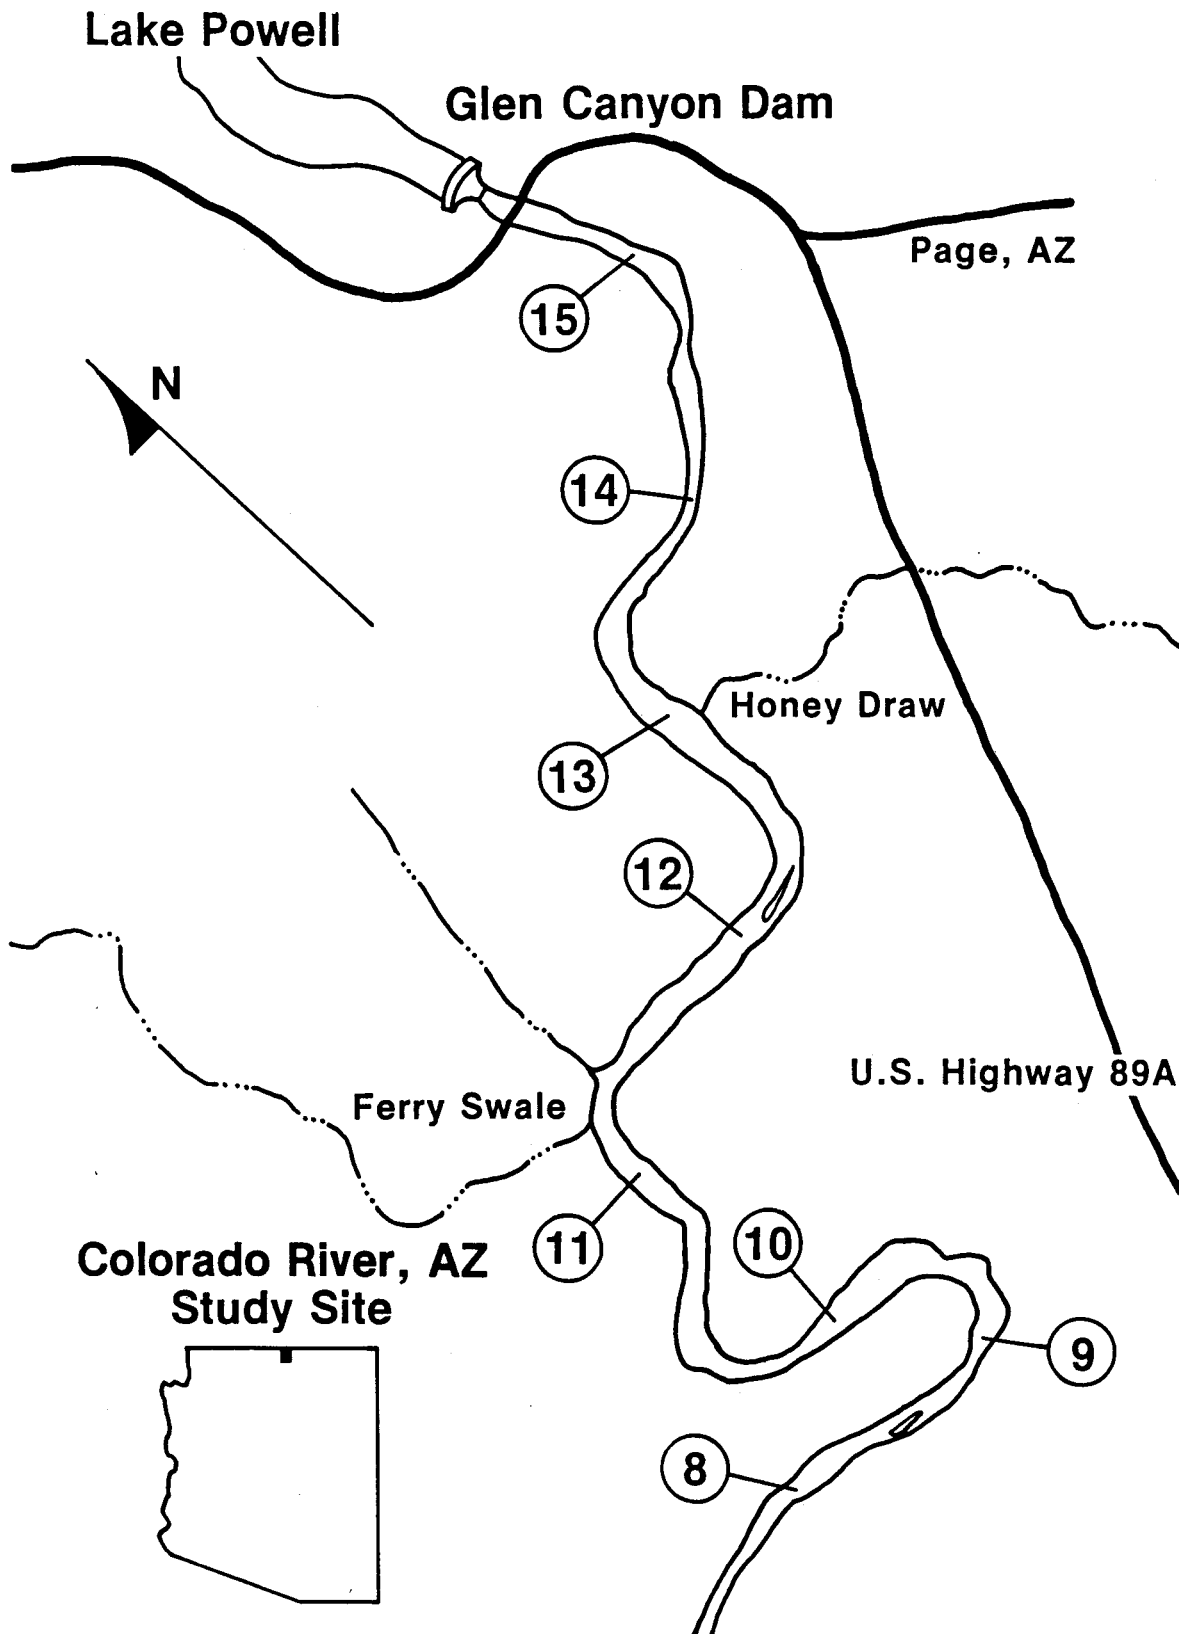 Lake Powell
Glen Canyon Dam
Page, AZ
15
N
14
Honey Draw
13
12
U.S. Highway 89A
Ferry Swale
11
10
Colorado River, AZ
Study Site
9
8